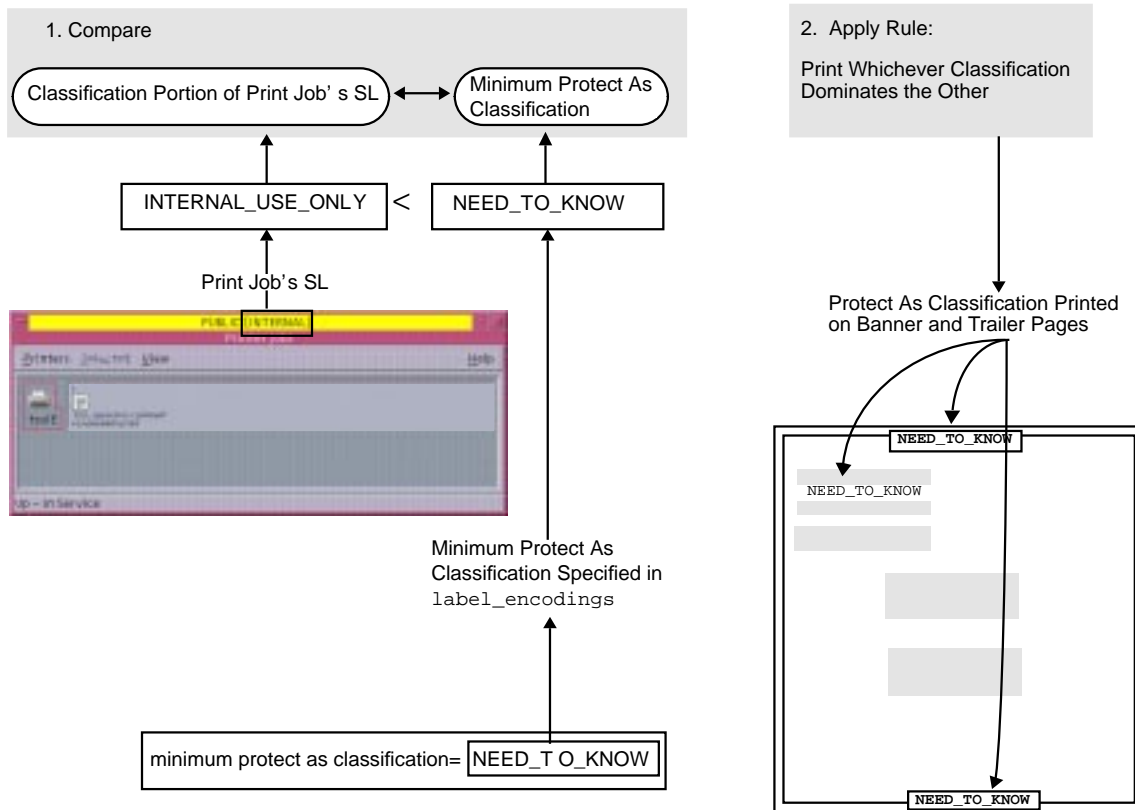 1. Compare
Classification Portion of Print Job' s SL
Minimum Protect As
Classification
INTERNAL_USE_ONLY
<
NEED_TO_KNOW
Print Job's SL
PUBLIC [INTERNAL]
Printers Selected View Help
Up – In Service
Minimum Protect As
Classification Specified in
label_encodings
minimum protect as classification= NEED_T O_KNOW
2. Apply Rule:
Print Whichever Classification
Dominates the Other
Protect As Classification Printed
on Banner and Trailer Pages
NEED_TO_KNOW
NEED_TO_KNOW
NEED_TO_KNOW